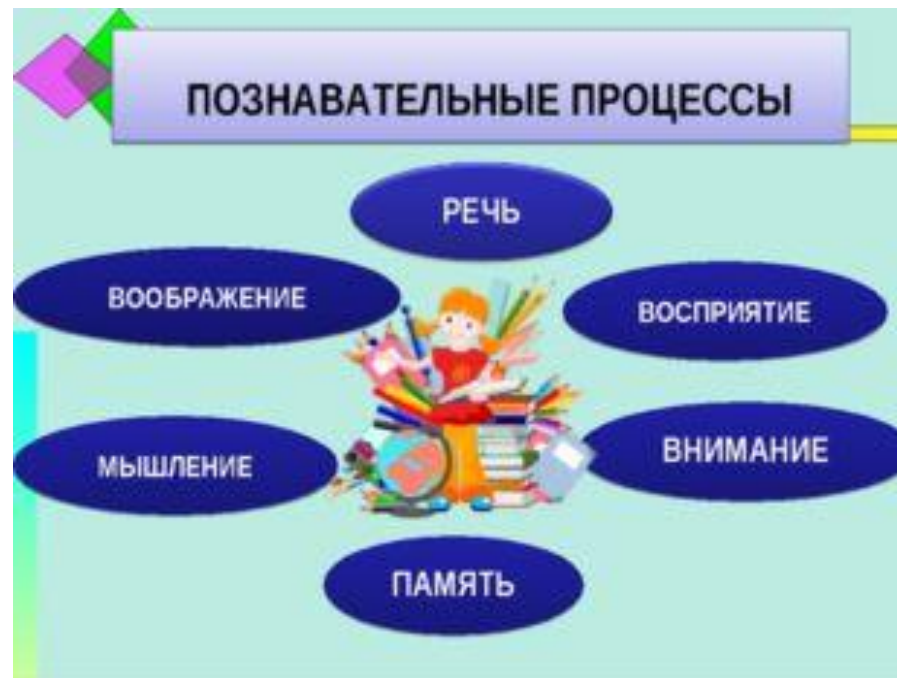 ПОЗНАВАТЕЛЬНЫЕ ПРОЦЕССЫ
РЕЧЬ
ВООБРАЖЕНИЕ
ВОСПРИЯТИЕ
МЫШЛЕНИЕ
ВНИМАНИЕ
ПАМЯТЬ